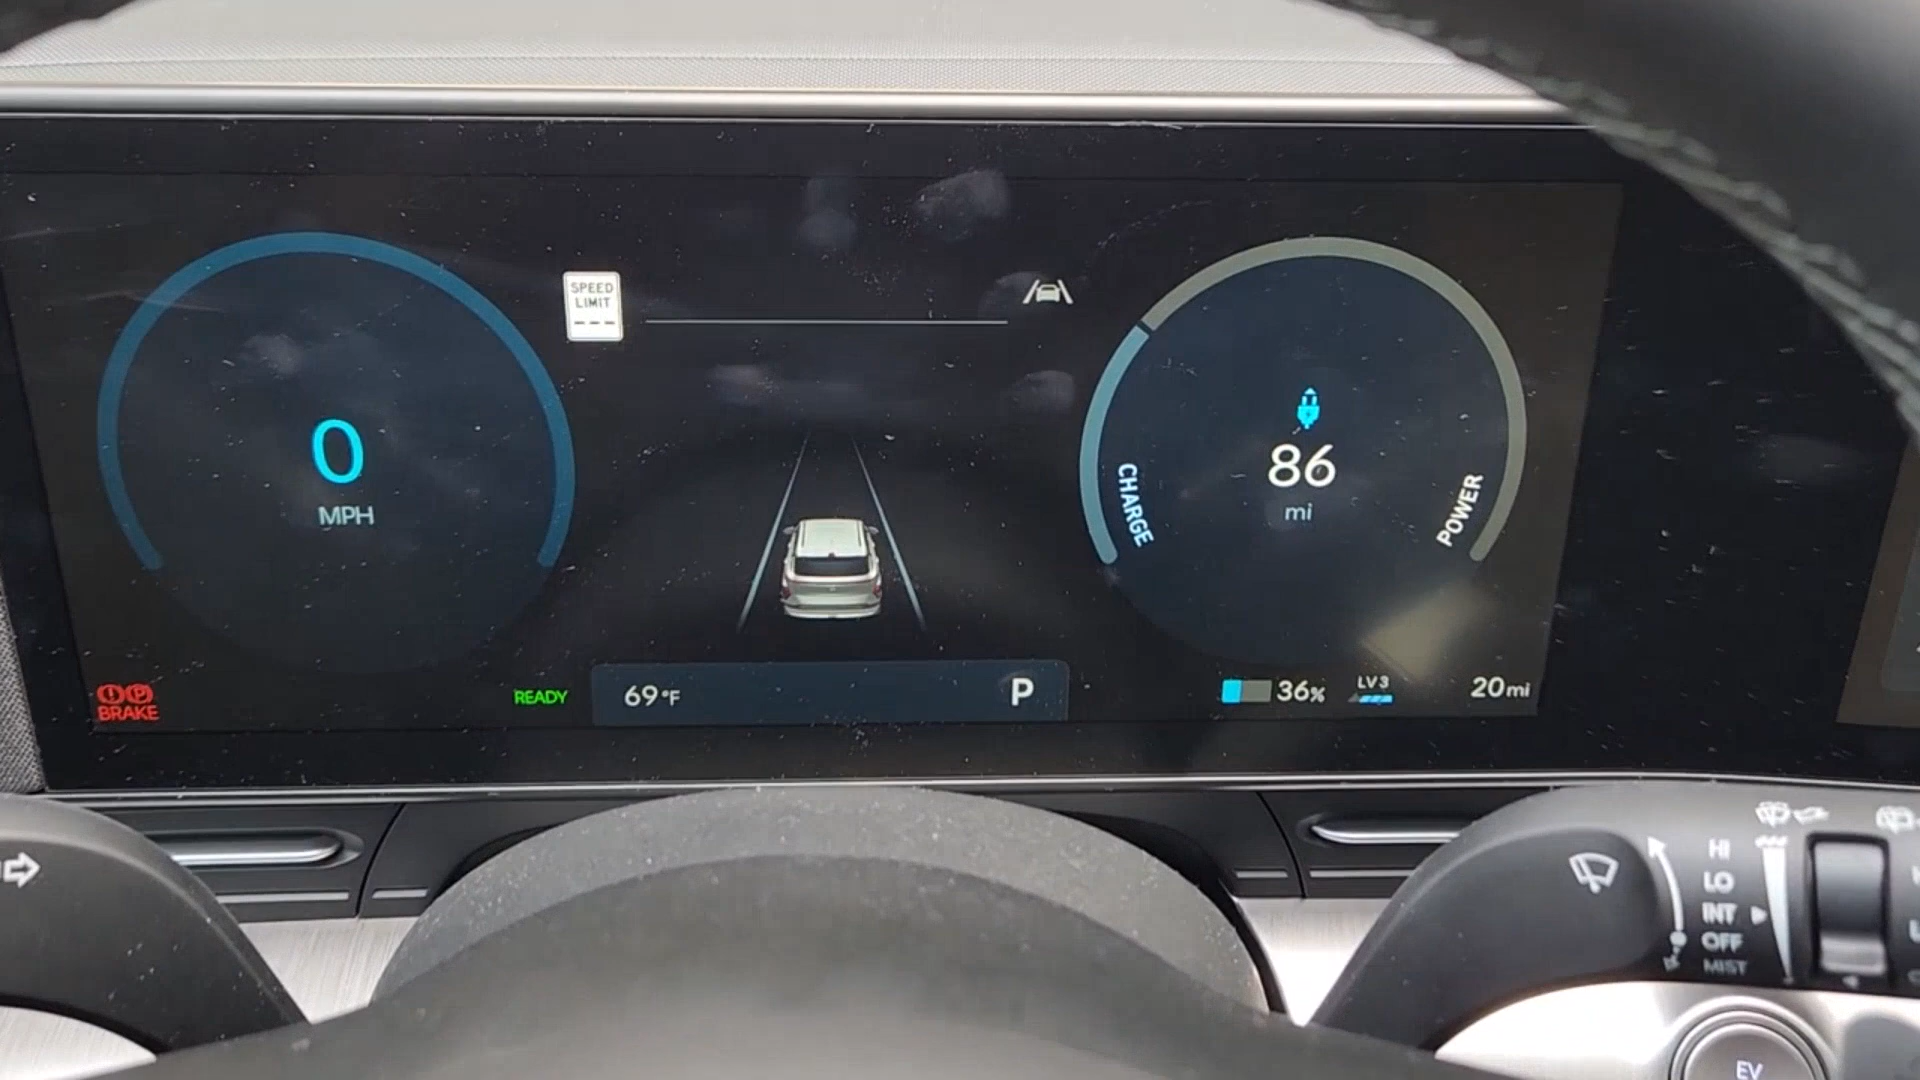 SPEED
LIMIT
---
0
MPH
86
mi
CHARGE
POWER
BRAKE
READY
69°F
P
36%
LV3
20mi
HI
LO
INT
OFF
MIST
EV